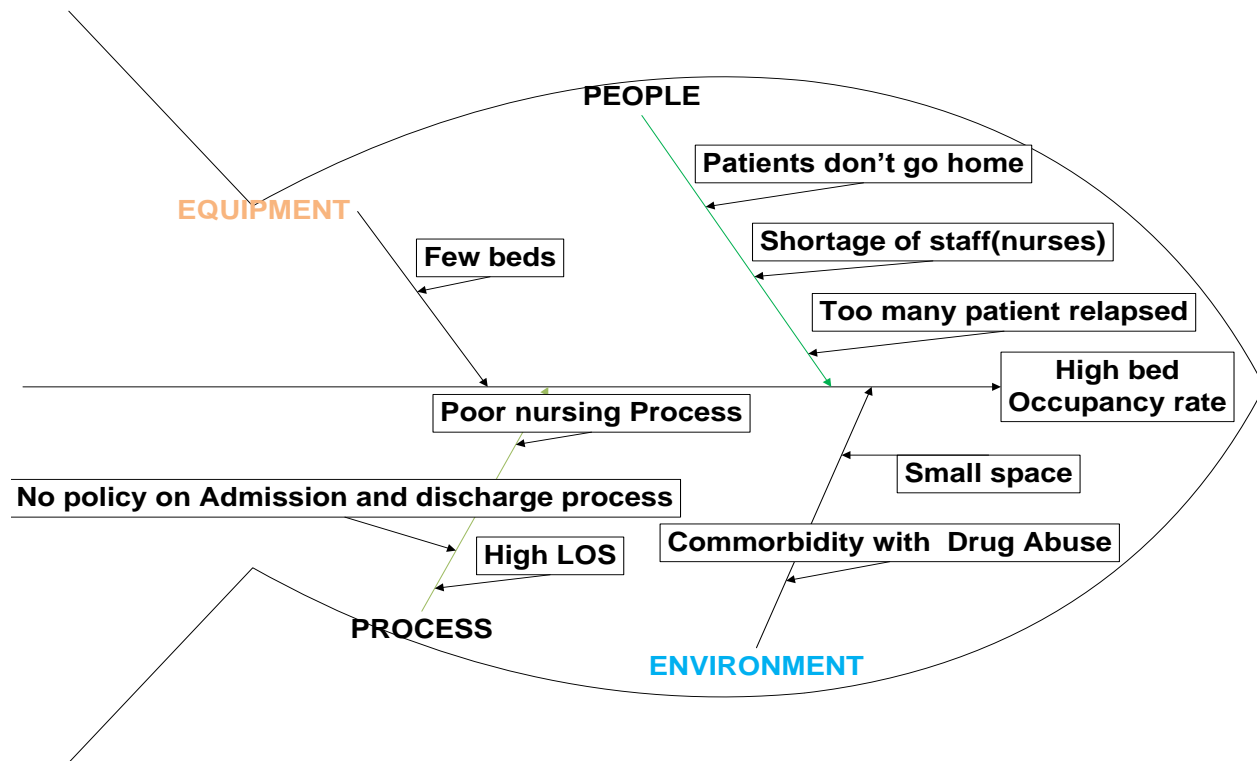 PEOPLE
Patients don’t go home
EQUIPMENT
Shortage of staff(nurses)
Few beds
Too many patient relapsed
High bed
Occupancy rate
Poor nursing Process
Small space
No policy on Admission and discharge process
Commorbidity with  Drug Abuse
High LOS
PROCESS
ENVIRONMENT